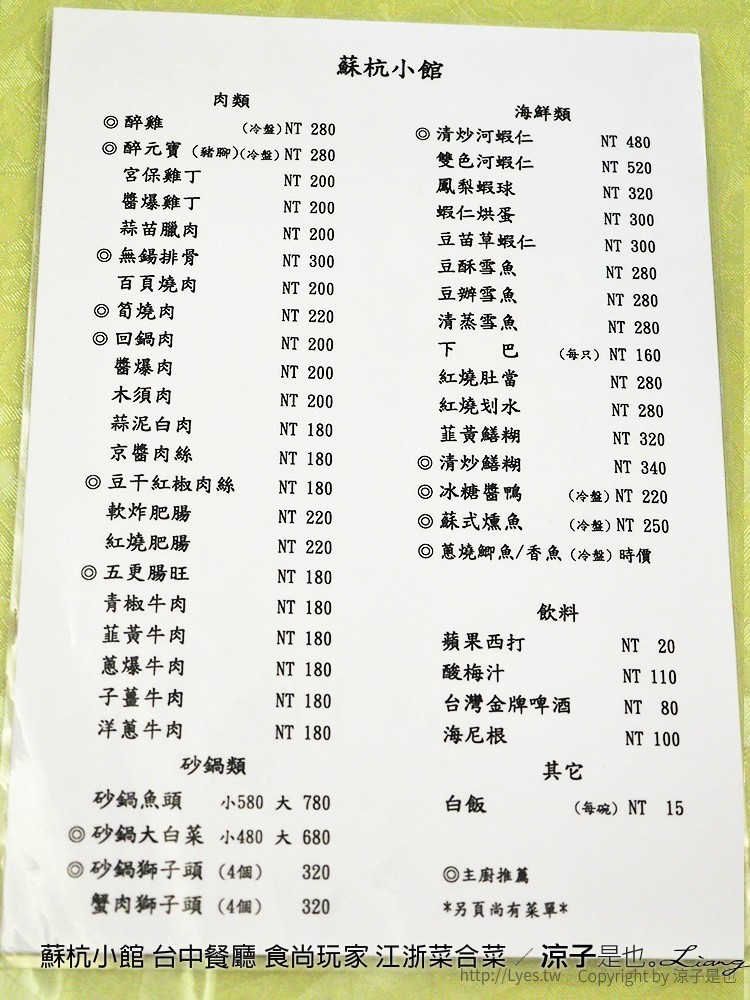 蘇杭小館
肉類
◎醉雞 (冷盤) NT 280
◎醉元寶 (豬腳)(冷盤) NT 280
宮保雞丁 NT 200
醬爆雞丁 NT 200
蒜苗臘肉 NT 200
◎無錫排骨 NT 300
百頁燒肉 NT 200
◎筍燒肉 NT 220
◎回鍋肉 NT 200
醬爆肉 NT 200
木須肉 NT 200
蒜泥白肉 NT 180
京醬肉絲 NT 180
◎豆干紅椒肉絲 NT 180
軟炸肥腸 NT 220
紅燒肥腸 NT 220
◎五更腸旺 NT 180
青椒牛肉 NT 180
韮黃牛肉 NT 180
蔥爆牛肉 NT 180
子薑牛肉 NT 180
洋蔥牛肉 NT 180
砂鍋類
砂鍋魚頭 小580 大 780
◎砂鍋大白菜 小480 大 680
◎砂鍋獅子頭 (4個) 320
蟹肉獅子頭 (4個) 320
海鮮類
◎清炒河蝦仁 NT 480
雙色河蝦仁 NT 520
鳳梨蝦球 NT 320
蝦仁烘蛋 NT 300
豆苗草蝦仁 NT 300
豆酥雪魚 NT 280
豆瓣雪魚 NT 280
清蒸雪魚 NT 280
下 巴 (每只) NT 160
紅燒肚當 NT 280
紅燒划水 NT 280
韮黃鱔糊 NT 320
◎清炒鱔糊 NT 340
◎冰糖醬鴨 (冷盤) NT 220
◎蘇式燻魚 (冷盤) NT 250
◎蔥燒鯽魚/香魚 (冷盤) 時價
飲料
蘋果西打 NT 20
酸梅汁 NT 110
台灣金牌啤酒 NT 80
海尼根 NT 100
其它
白飯 (每碗) NT 15
◎主廚推薦
*另頁尚有菜單*
蘇杭小館 台中餐廳 食尚玩家 江浙菜合菜 / 涼子是也。Liang
http://Lyes.tw Copyright by 涼子是也